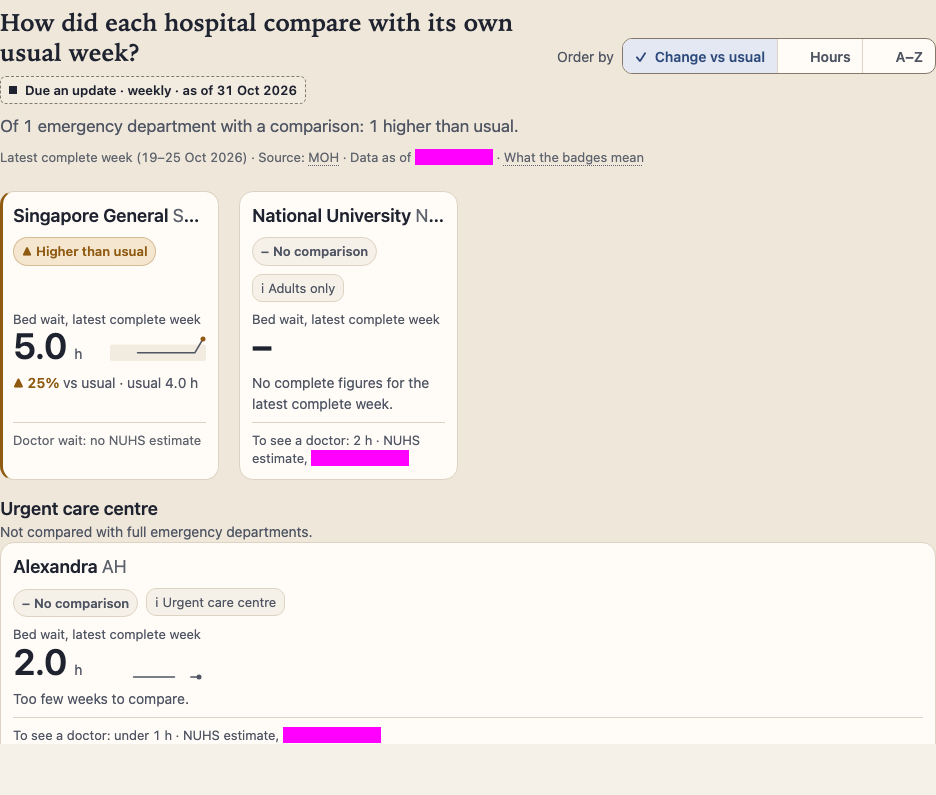 How did each hospital compare with its own
usual week?
Order by
✓ Change vs usual
Hours
A–Z
Due an update · weekly · as of 31 Oct 2026
Of 1 emergency department with a comparison: 1 higher than usual.
Latest complete week (19–25 Oct 2026) · Source: MOH · Data as of
· What the badges mean
Singapore General S...
▲ Higher than usual
Bed wait, latest complete week
5.0 h
▲ 25% vs usual · usual 4.0 h
Doctor wait: no NUHS estimate
National University N...
– No comparison
i Adults only
Bed wait, latest complete week
–
No complete figures for the
latest complete week.
To see a doctor: 2 h · NUHS
estimate,
Urgent care centre
Not compared with full emergency departments.
Alexandra AH
– No comparison
i Urgent care centre
Bed wait, latest complete week
2.0 h
Too few weeks to compare.
To see a doctor: under 1 h · NUHS estimate,